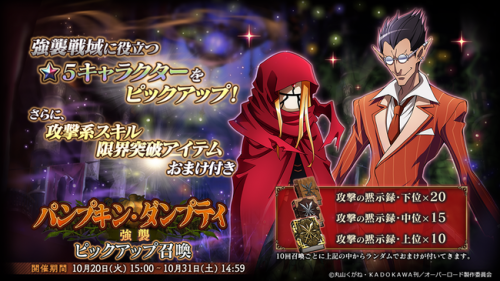 強襲戦域に役立つ
☆5キャラクターを
ピックアップ！
さらに、
攻撃系スキル
限界突破アイテム
おまけ付き
パンプキン・ダンプティ
強襲
ピックアップ召喚
開催期間 10月20日(火) 15:00 - 10月31日(土) 14:59
攻撃の黙示録・下位×20
攻撃の黙示録・中位×15
攻撃の黙示録・上位×10
10回召喚ごとに上記の中からランダムでおまけが付いてきます。
©丸山くがね・KADOKAWA刊／オーバーロード製作委員会